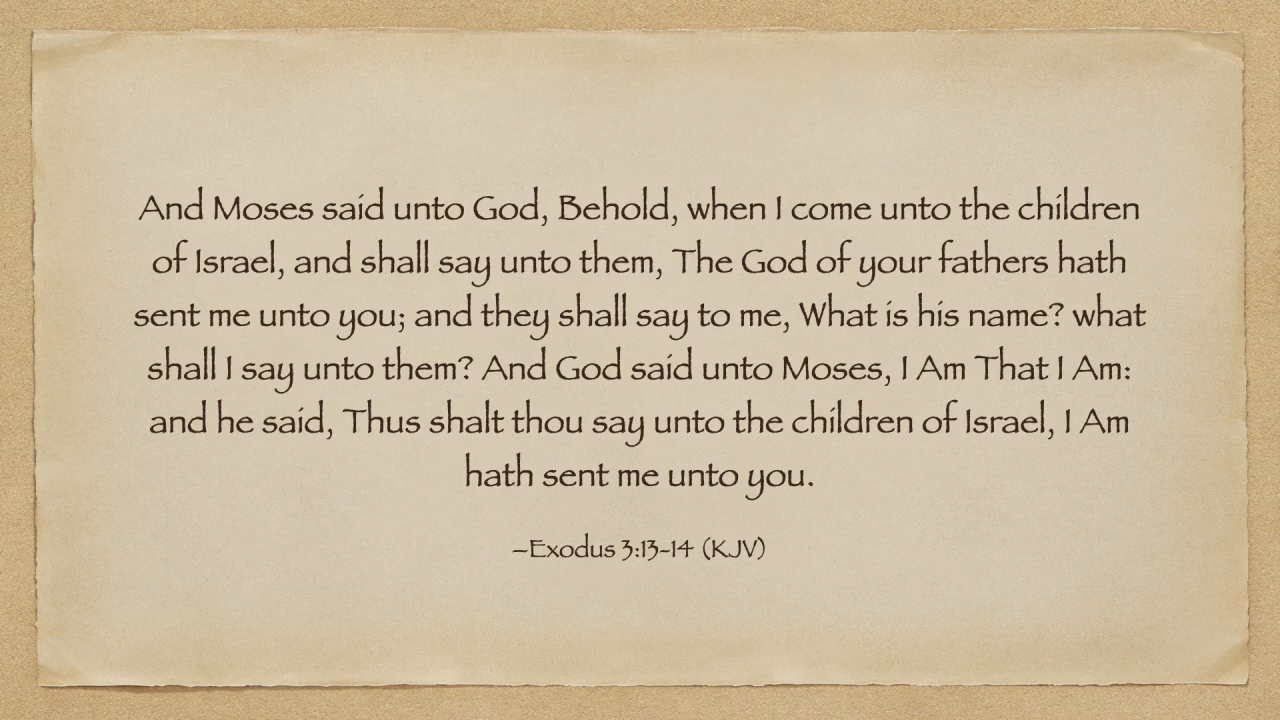 And Moses said unto God, Behold, when I come unto the children
of Israel, and shall say unto them, The God of your fathers hath
sent me unto you; and they shall say to me, What is his name? what
shall I say unto them? And God said unto Moses, I Am That I Am:
and he said, Thus shalt thou say unto the children of Israel, I Am
hath sent me unto you.
–Exodus 3:13-14 (KJV)